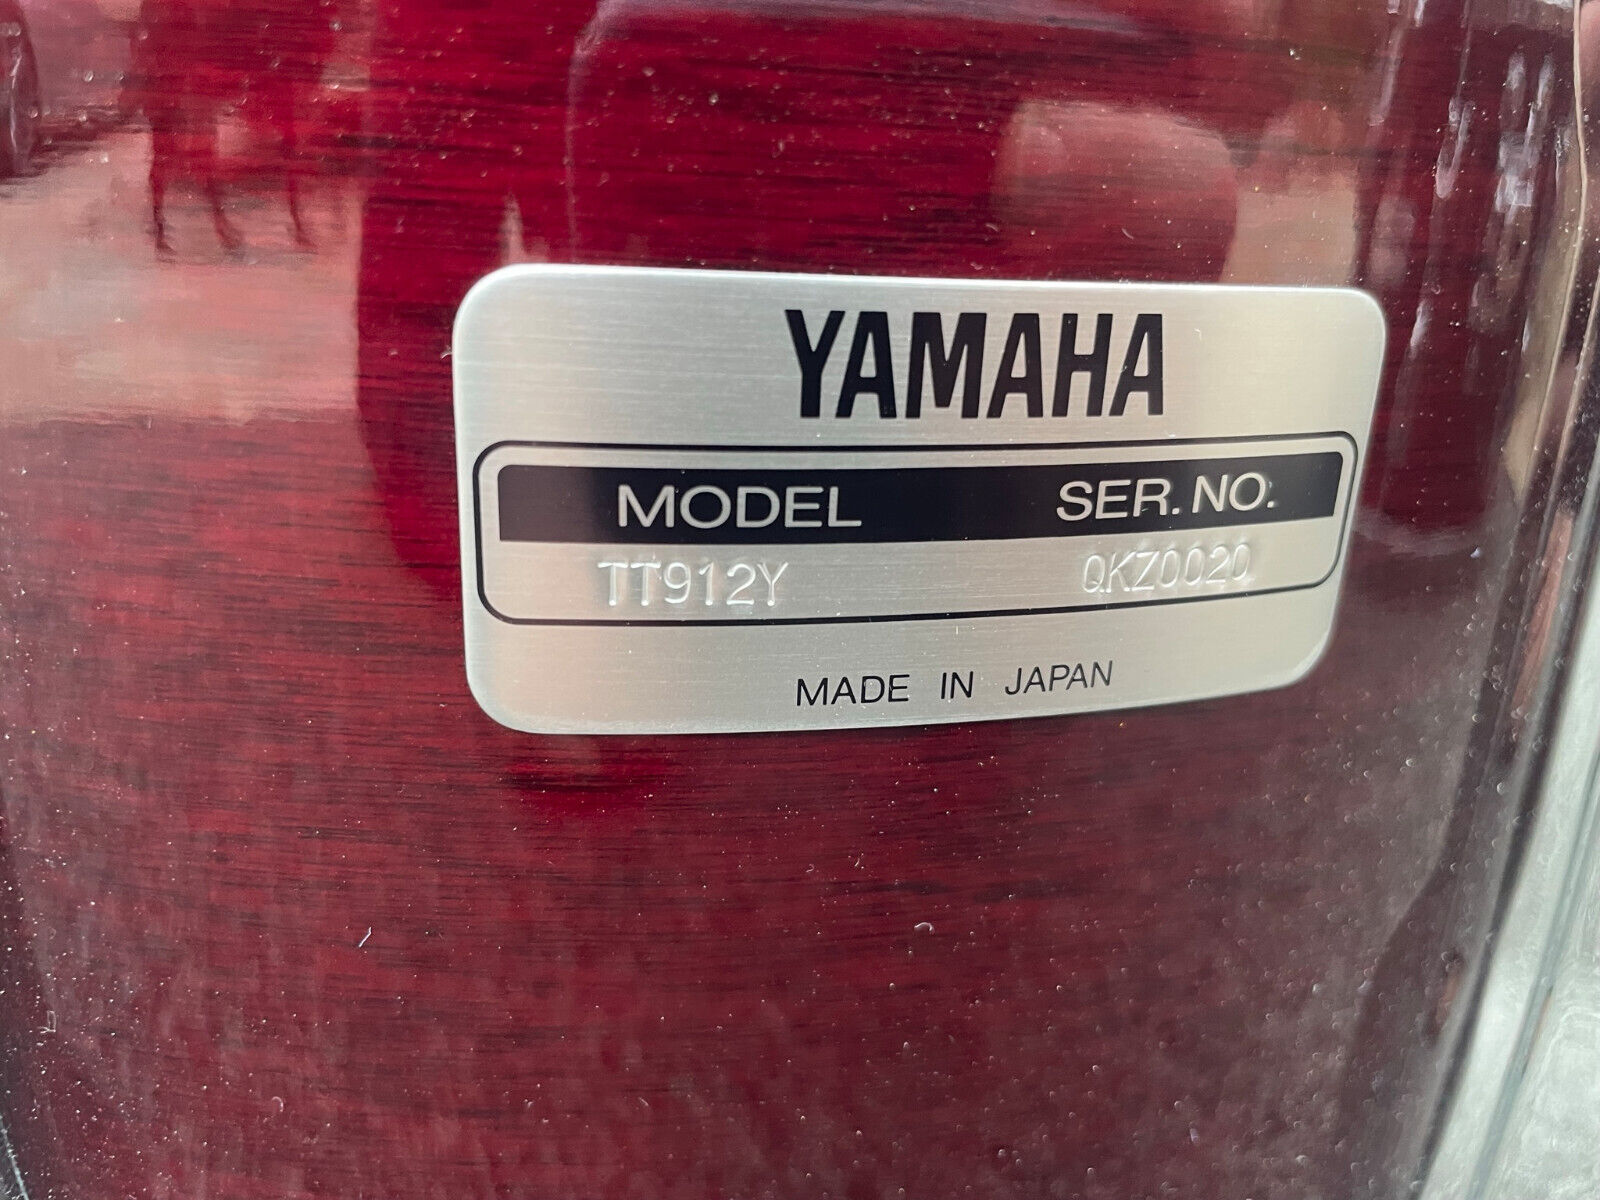 YAMAHA
MODEL SER. NO.
TT912Y QKZ0020
MADE IN JAPAN